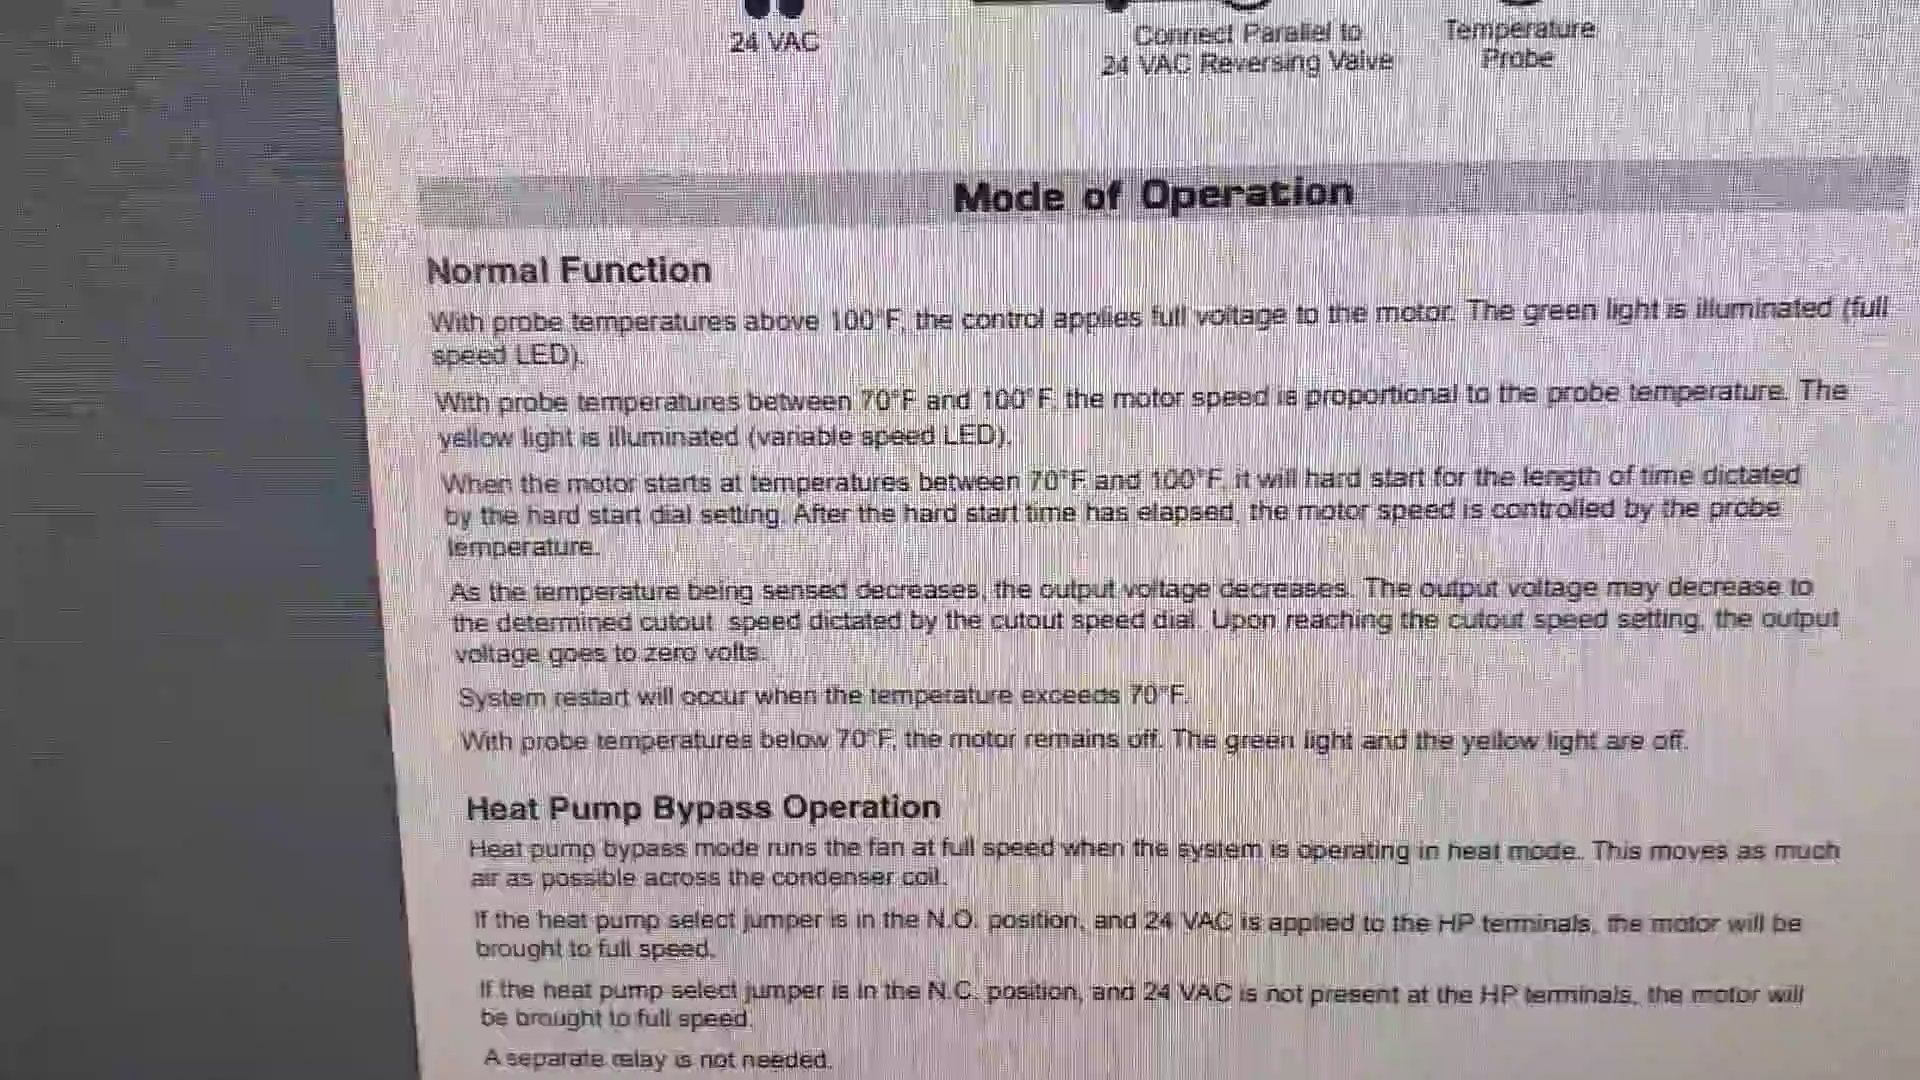 24 VAC
Connect Parallel to
24 VAC Reversing Valve
Temperature
Probe
Mode of Operation
Normal Function
With probe temperatures above 100°F, the control applies full voltage to the motor. The green light is illuminated (full
speed LED).
With probe temperatures between 70°F and 100°F, the motor speed is proportional to the probe temperature. The
yellow light is illuminated (variable speed LED).
When the motor starts at temperatures between 70°F and 100°F, it will hard start for the length of time dictated
by the hard start dial setting. After the hard start time has elapsed, the motor speed is controlled by the probe
temperature.
As the temperature being sensed decreases, the output voltage decreases. The output voltage may decrease to
the determined cutout speed dictated by the cutout speed dial. Upon reaching the cutout speed setting, the output
voltage goes to zero volts.
System restart will occur when the temperature exceeds 70°F.
With probe temperatures below 70°F, the motor remains off. The green light and the yellow light are off.
Heat Pump Bypass Operation
Heat pump bypass mode runs the fan at full speed when the system is operating in heat mode. This moves as much
air as possible across the condenser coil.
If the heat pump select jumper is in the N.O. position, and 24 VAC is applied to the HP terminals, the motor will be
brought to full speed.
If the heat pump select jumper is in the N.C. position, and 24 VAC is not present at the HP terminals, the motor will
be brought to full speed.
A separate relay is not needed.